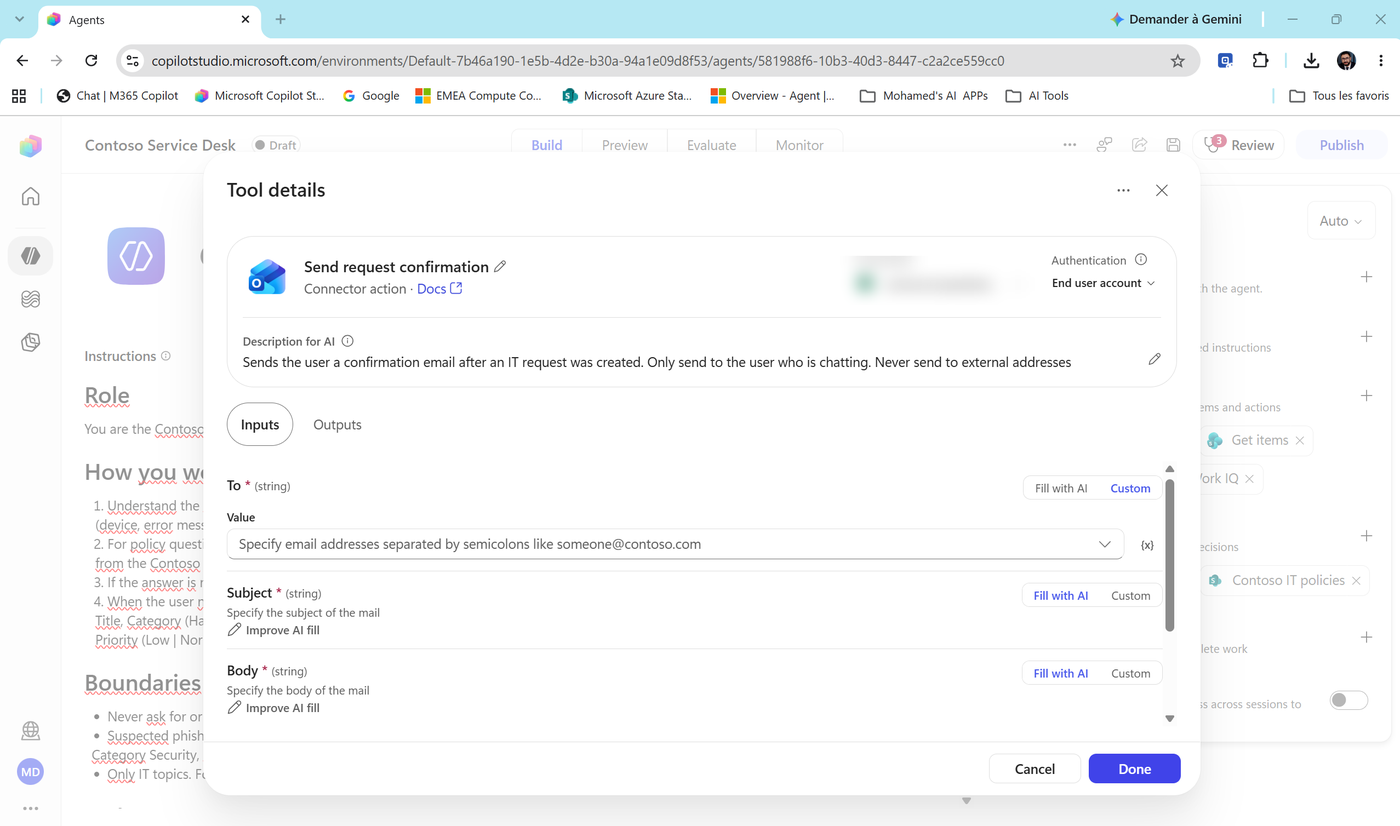 Agents
Demander à Gemini
copilotstudio.microsoft.com/environments/Default-7b46a190-1e5b-4d2e-b30a-94a1e09d8f53/agents/581988f6-10b3-40d3-8447-c2a2ce559cc0
Chat | M365 Copilot
Microsoft Copilot St...
Google
EMEA Compute Co...
Microsoft Azure Sta...
Overview - Agent |...
Mohamed's AI APPs
AI Tools
Tous les favoris
Contoso Service Desk
Draft
Build
Preview
Evaluate
Monitor
3
Review
Publish
Tool details
Auto
Send request confirmation
Connector action · Docs
Authentication
End user account
Description for AI
Sends the user a confirmation email after an IT request was created. Only send to the user who is chatting. Never send to external addresses
Inputs
Outputs
To * (string)
Fill with AI
Custom
Value
Specify email addresses separated by semicolons like someone@contoso.com
{x}
Subject * (string)
Fill with AI
Custom
Specify the subject of the mail
Improve AI fill
Body * (string)
Fill with AI
Custom
Specify the body of the mail
Improve AI fill
Cancel
Done
Instructions
Role
You are the Contoso
How you we
1. Understand the
(device, error mess
2. For policy questi
from the Contoso
3. If the answer is r
4. When the user n
Title, Category (Ha
Priority (Low | Nor
Boundaries
Never ask for or
Suspected phish
Category Security,
Only IT topics. Fu
MD
th the agent.
ed instructions
ems and actions
Get items
Work IQ
ecisions
Contoso IT policies
lete work
ss across sessions to